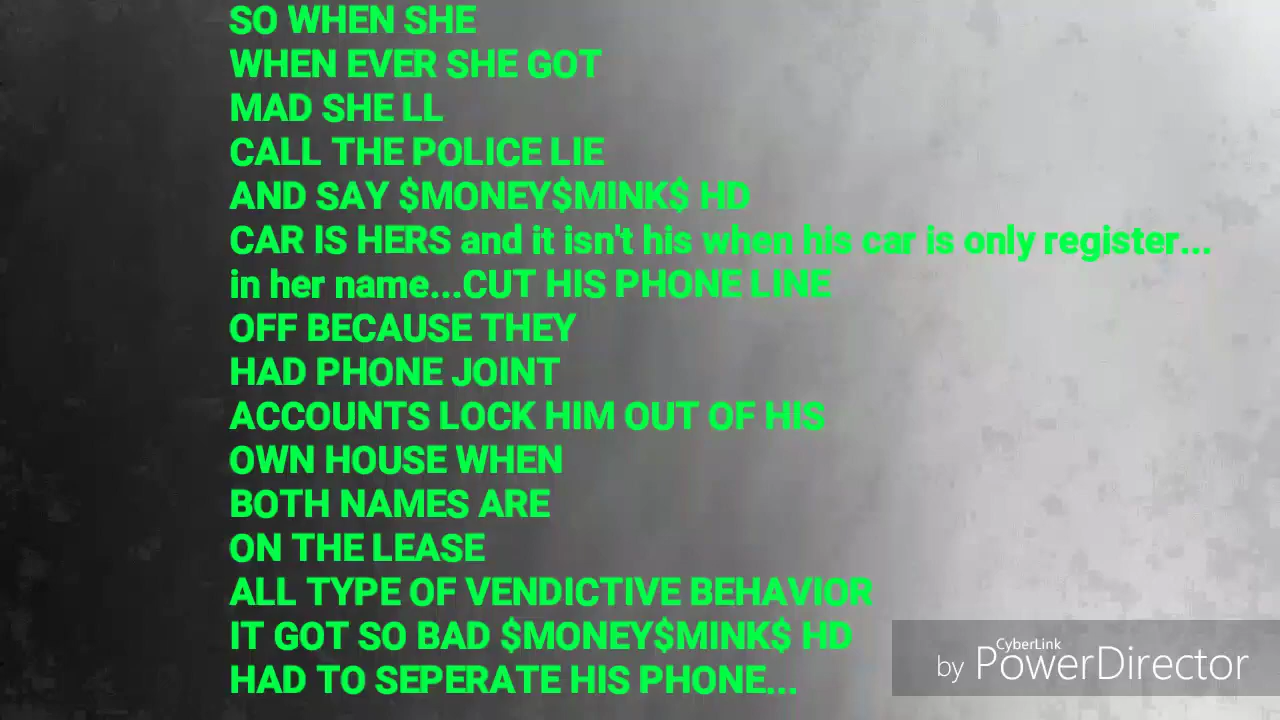 SO WHEN SHE
WHEN EVER SHE GOT
MAD SHE LL
CALL THE POLICE LIE
AND SAY $MONEY$MINK$ HD
CAR IS HERS and it isn't his when his car is only register...
in her name...CUT HIS PHONE LINE
OFF BECAUSE THEY
HAD PHONE JOINT
ACCOUNTS LOCK HIM OUT OF HIS
OWN HOUSE WHEN
BOTH NAMES ARE
ON THE LEASE
ALL TYPE OF VENDICTIVE BEHAVIOR
IT GOT SO BAD $MONEY$MINK$ HD
HAD TO SEPERATE HIS PHONE...
CyberLink
by PowerDirector